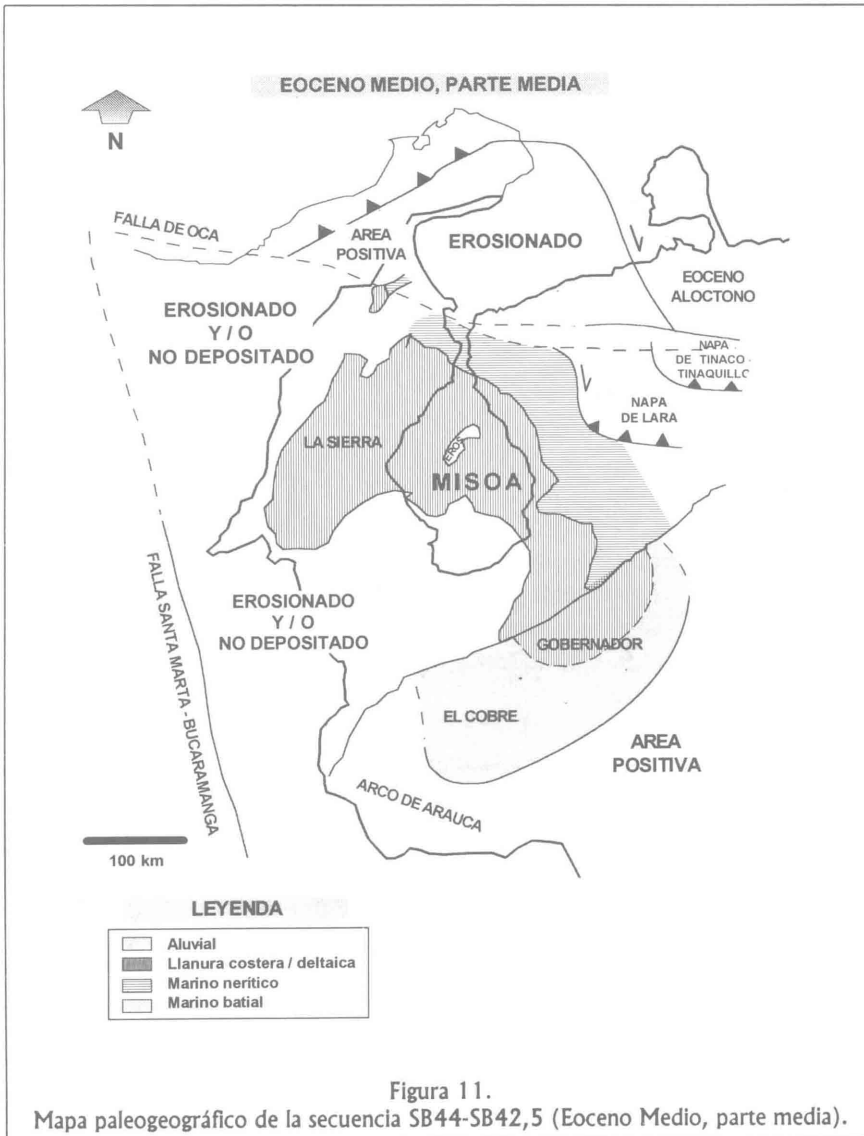 EOCENO MEDIO, PARTE MEDIA
N
FALLA DE OCA
AREA
POSITIVA
EROSIONADO
EOCENO
ALOCTONO
EROSIONADO
Y / O
NO DEPOSITADO
NAPA
DE TINACO -
TINAQUILLO
NAPA
DE LARA
LA SIERRA
EROS
MISOA
FALLA SANTA MARTA - BUCARAMANGA
EROSIONADO
Y / O
NO DEPOSITADO
GOBERNADOR
EL COBRE
AREA
POSITIVA
ARCO DE ARAUCA
100 km
LEYENDA
Aluvial
Llanura costera / deltaica
Marino nerítico
Marino batial
Figura 11.
Mapa paleogeográfico de la secuencia SB44-SB42,5 (Eoceno Medio, parte media).